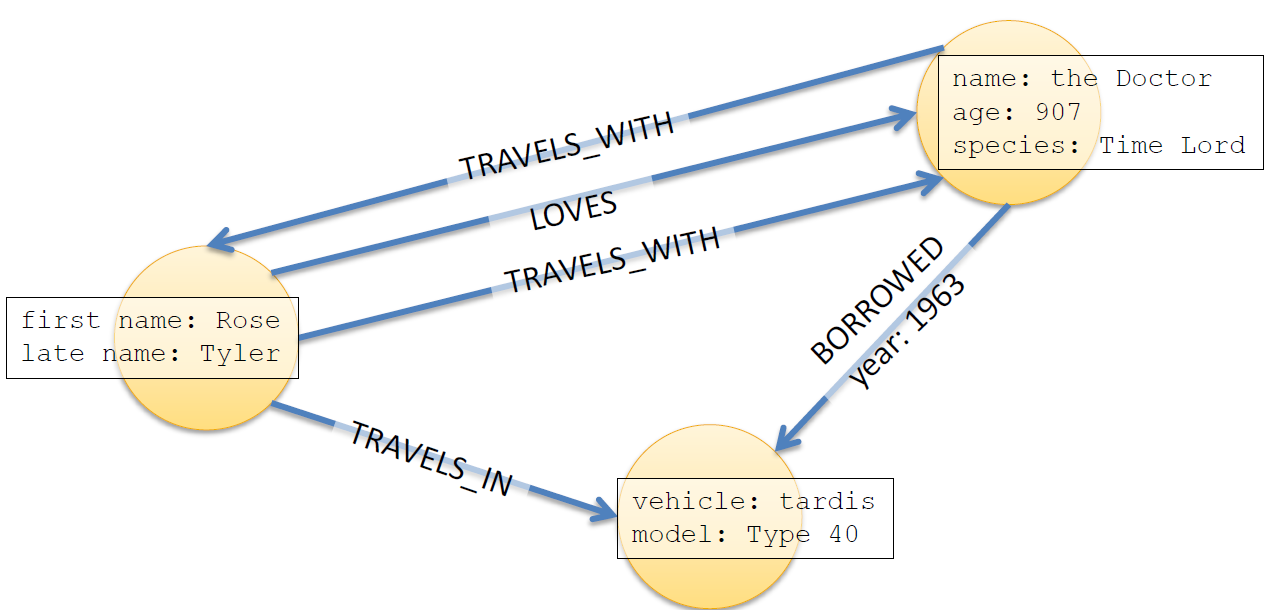 name: the Doctor
age: 907
species: Time Lord
TRAVELS_WITH
LOVES
TRAVELS_WITH
BORROWED
year: 1963
first name: Rose
late name: Tyler
TRAVELS_IN
vehicle: tardis
model: Type 40